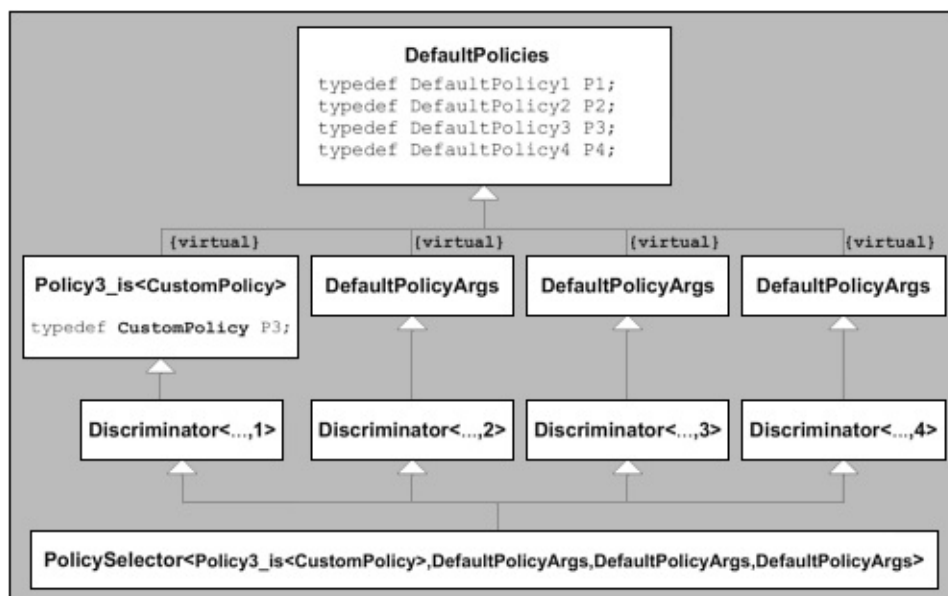 DefaultPolicies
typedef DefaultPolicy1 P1;
typedef DefaultPolicy2 P2;
typedef DefaultPolicy3 P3;
typedef DefaultPolicy4 P4;
{virtual} {virtual} {virtual} {virtual}
Policy3_is<CustomPolicy>
typedef CustomPolicy P3;
DefaultPolicyArgs
DefaultPolicyArgs
DefaultPolicyArgs
Discriminator<...,1>
Discriminator<...,2>
Discriminator<...,3>
Discriminator<...,4>
PolicySelector<Policy3_is<CustomPolicy>,DefaultPolicyArgs,DefaultPolicyArgs,DefaultPolicyArgs>